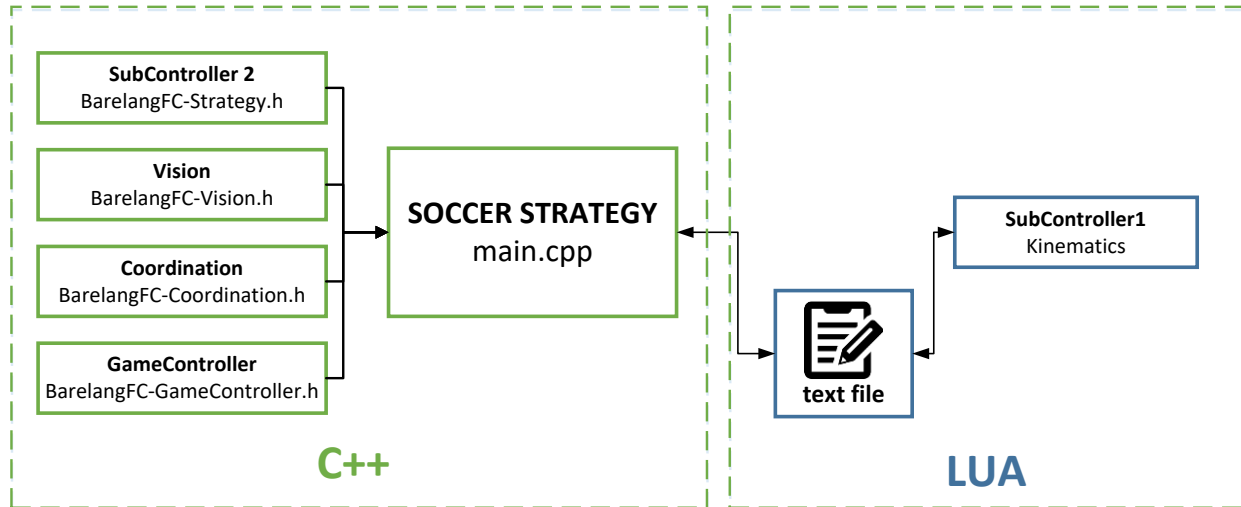 SubController 2
BarelangFC-Strategy.h
Vision
BarelangFC-Vision.h
Coordination
BarelangFC-Coordination.h
GameController
BarelangFC-GameController.h
SOCCER STRATEGY
main.cpp
C++
SubController1
Kinematics
text file
LUA